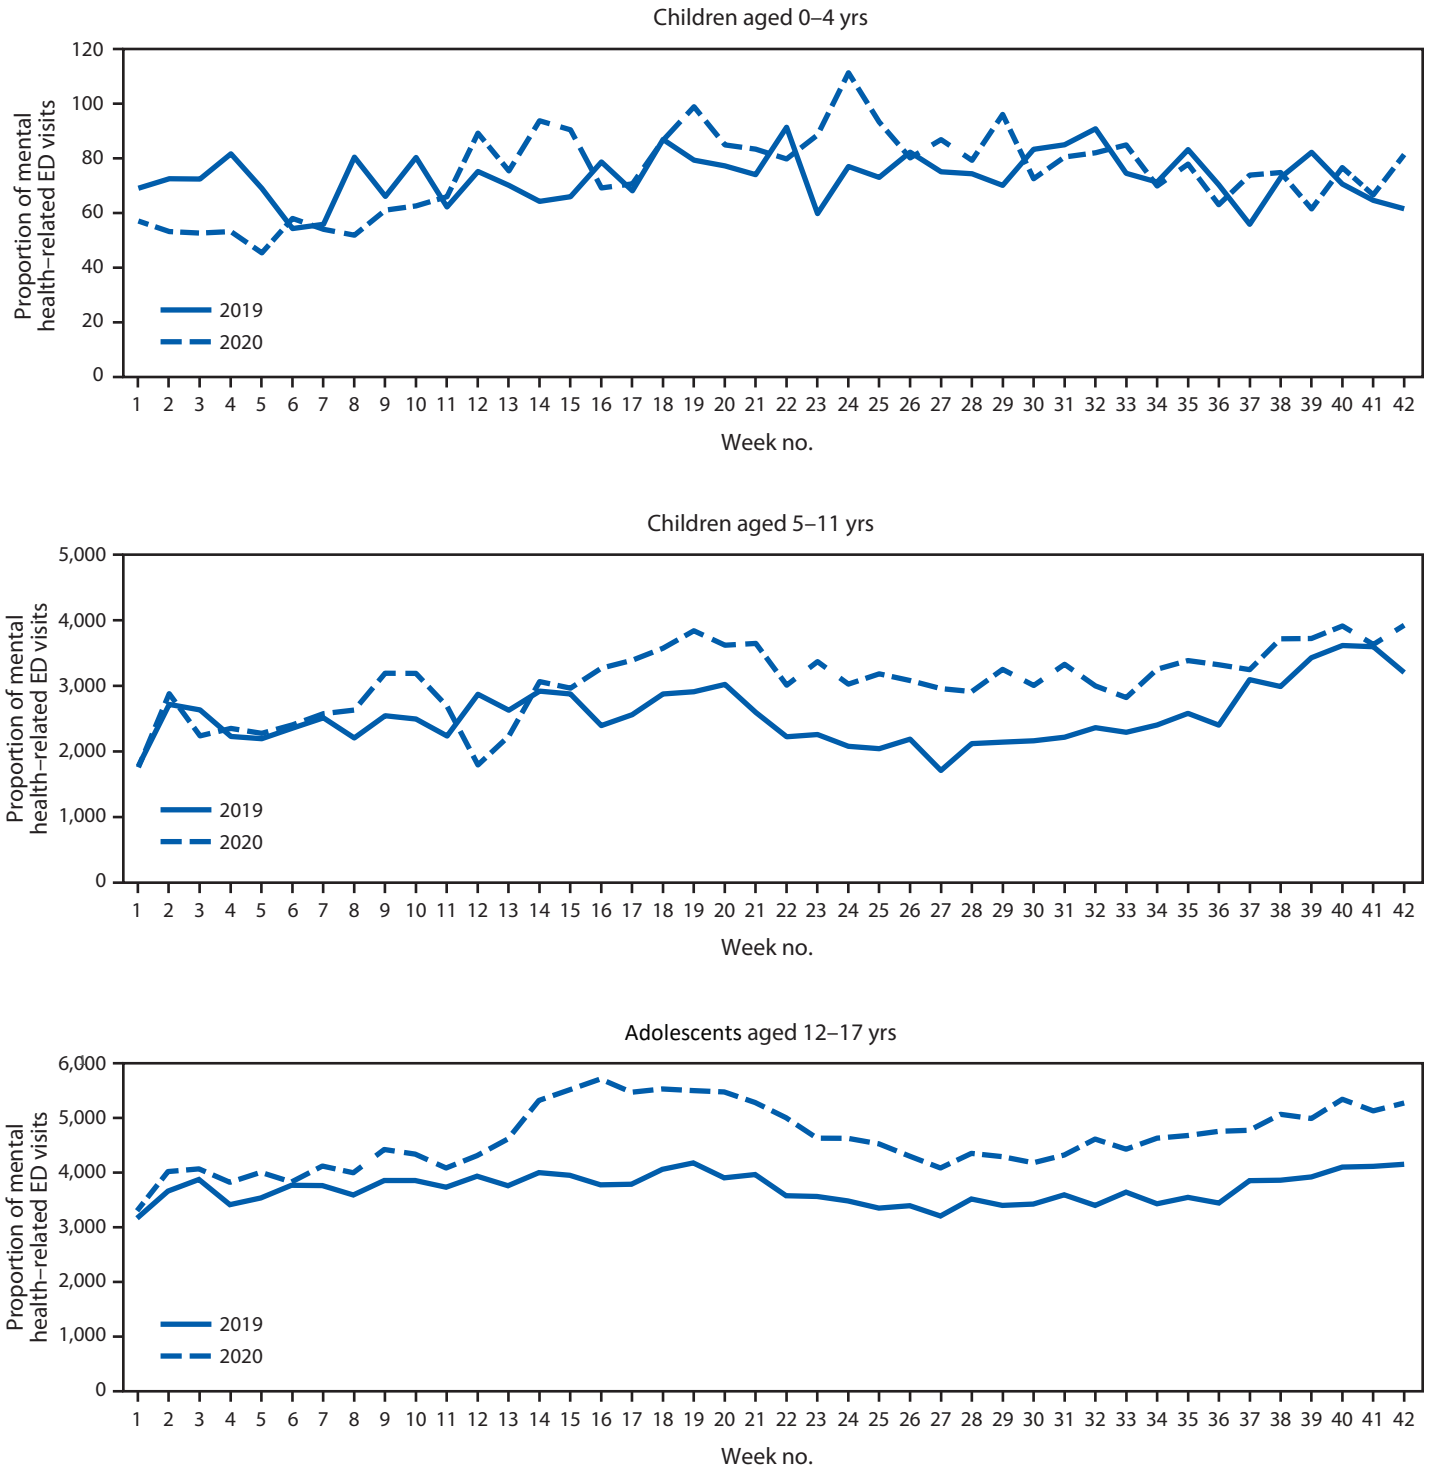 Children aged 0–4 yrs
Proportion of mental
health–related ED visits
120
100
80
60
40
20
0
2019
2020
1 2 3 4 5 6 7 8 9 10 11 12 13 14 15 16 17 18 19 20 21 22 23 24 25 26 27 28 29 30 31 32 33 34 35 36 37 38 39 40 41 42
Week no.
Children aged 5–11 yrs
Proportion of mental
health–related ED visits
5,000
4,000
3,000
2,000
1,000
0
2019
2020
1 2 3 4 5 6 7 8 9 10 11 12 13 14 15 16 17 18 19 20 21 22 23 24 25 26 27 28 29 30 31 32 33 34 35 36 37 38 39 40 41 42
Week no.
Adolescents aged 12–17 yrs
Proportion of mental
health–related ED visits
6,000
5,000
4,000
3,000
2,000
1,000
0
2019
2020
1 2 3 4 5 6 7 8 9 10 11 12 13 14 15 16 17 18 19 20 21 22 23 24 25 26 27 28 29 30 31 32 33 34 35 36 37 38 39 40 41 42
Week no.